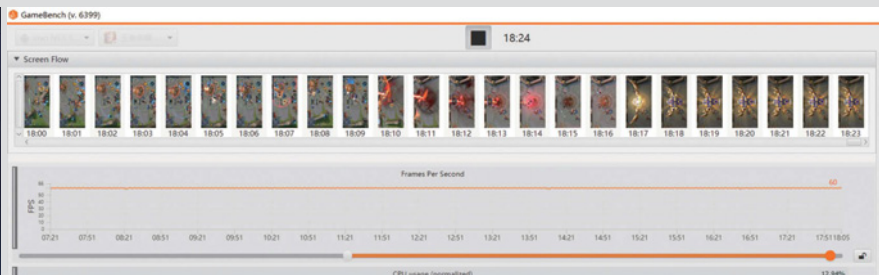 GameBench (v. 6399)
18:24
Screen Flow
18:00 18:01 18:02 18:03 18:04 18:05 18:06 18:07 18:08 18:09 18:10 18:11 18:12 18:13 18:14 18:15 18:16 18:17 18:18 18:19 18:20 18:21 18:22 18:23
Frames Per Second
60
FPS
07:21 07:51 08:21 08:51 09:21 09:51 10:21 10:51 11:21 11:51 12:21 12:51 13:21 13:51 14:21 14:51 15:21 15:51 16:21 16:51 17:21 17:51 18:05
CPU usage (normalized)